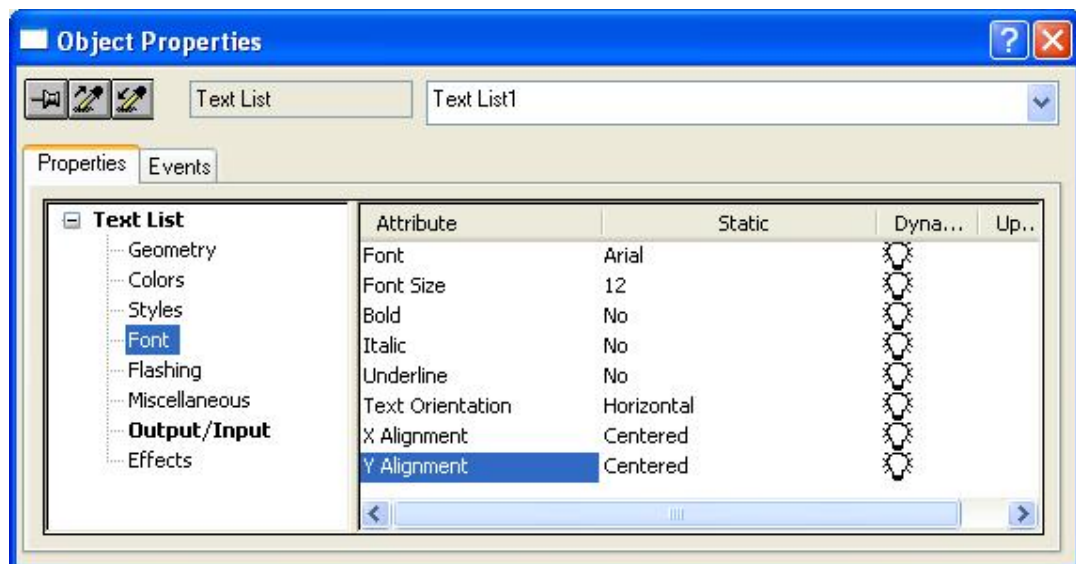 Object Properties
Text List Text List1
Properties Events
Text List
Geometry
Colors
Styles
Font
Flashing
Miscellaneous
Output/Input
Effects
Attribute Static Dyna... Up..
Font Arial
Font Size 12
Bold No
Italic No
Underline No
Text Orientation Horizontal
X Alignment Centered
Y Alignment Centered